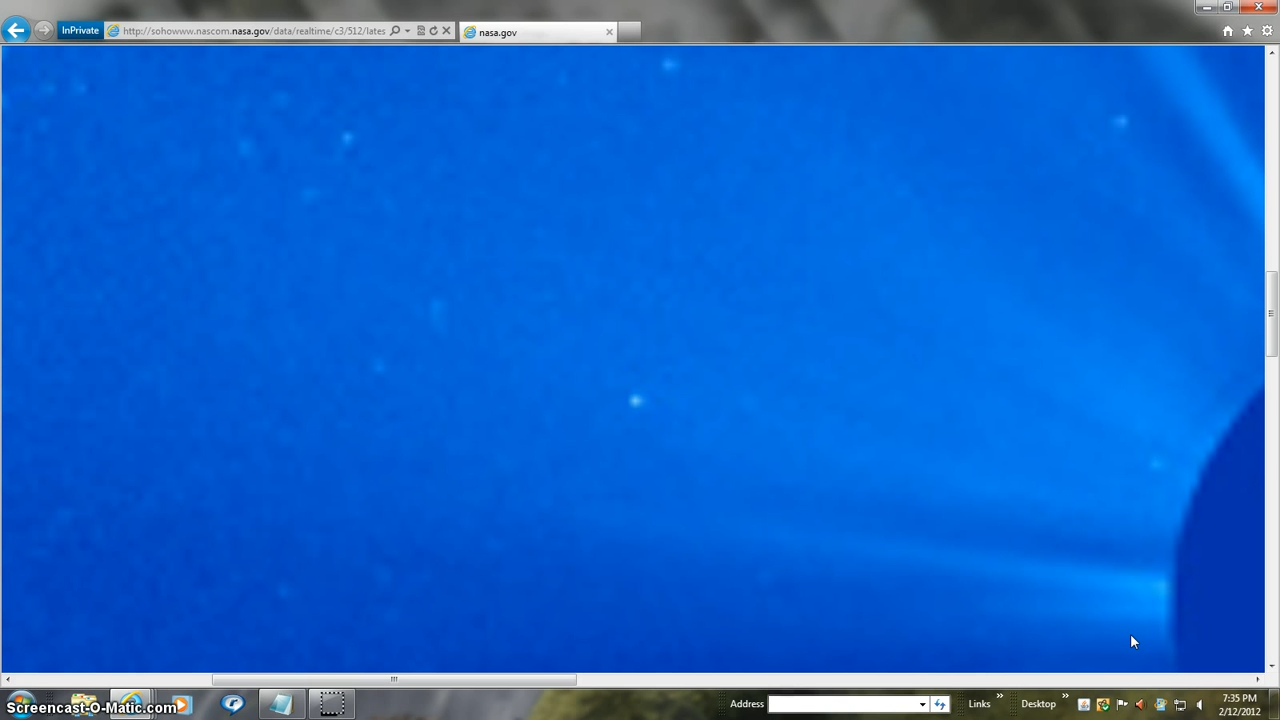 InPrivate
http://sohowww.nascom.nasa.gov/data/realtime/c3/512/lates
nasa.gov
Address
Links
Desktop
7:35 PM
2/12/2012
Screencast-O-Matic.com